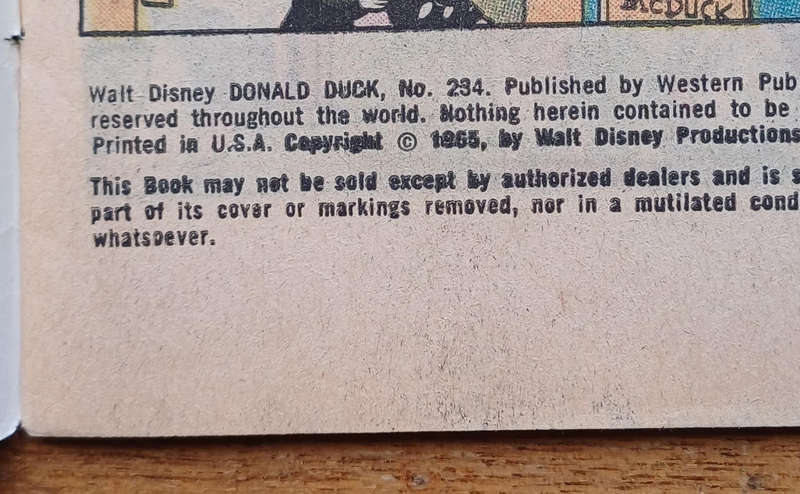 McDUCK
Walt Disney DONALD DUCK, No. 234. Published by Western Pub
reserved throughout the world. Nothing herein contained to be
Printed in U.S.A. Copyright © 1965, by Walt Disney Productions
This Book may not be sold except by authorized dealers and is s
part of its cover or markings removed, nor in a mutilated cond
whatsoever.